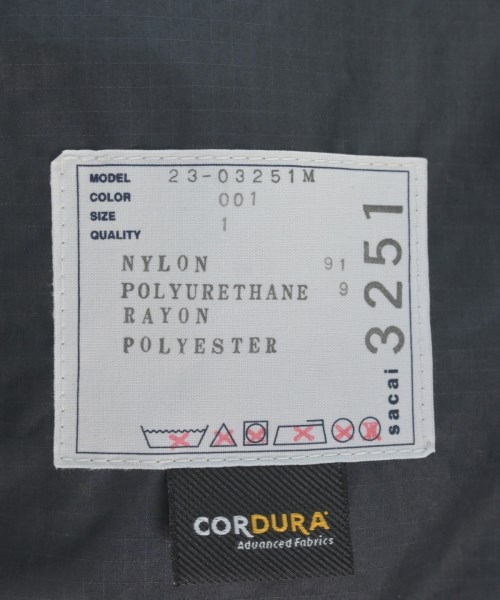 MODEL 23-03251M
COLOR 001
SIZE 1
QUALITY
NYLON 91
POLYURETHANE 9
RAYON
POLYESTER
sacai 3251
CORDURA®
Advanced Fabrics